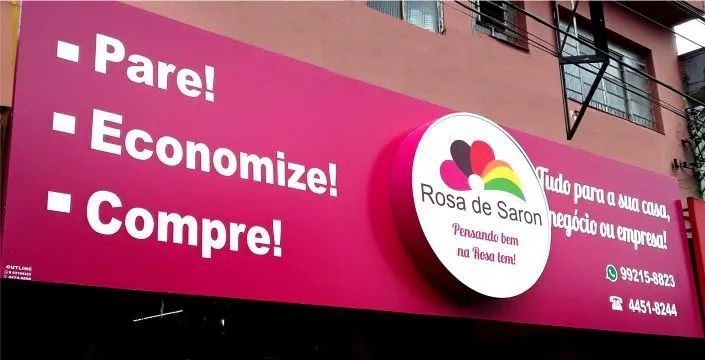 Pare!
Economize!
Compre!
Rosa de Saron
Pensando bem
na Rosa tem!
Tudo para a sua casa,
negócio ou empresa!
99215-8823
4451-8244
OUTLINE